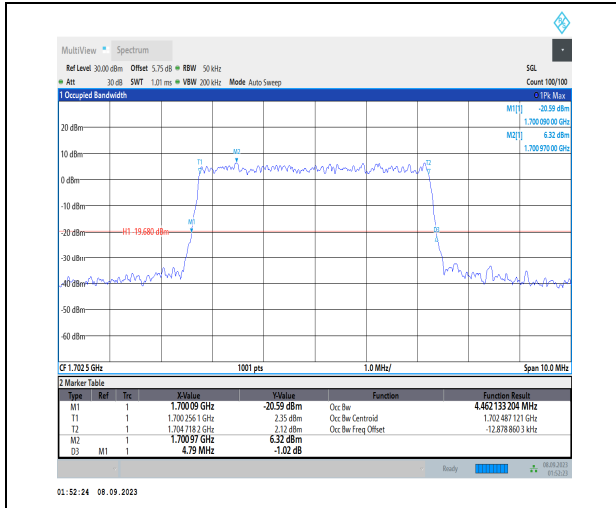 MultiView Spectrum
Ref Level 30.00 dBm Offset 5.75 dB RBW 50 kHz SGL
Att 30 dB SWT 1.01 ms VBW 200 kHz Mode Auto Sweep Count 100/100
1 Occupied Bandwidth 1Pk Max
M1[1] -20.59 dBm
1.700 090 00 GHz
M2[1] 6.32 dBm
1.700 970 00 GHz
20 dBm
10 dBm
M2
T1 T2
0 dBm
-10 dBm
M1
-20 dBm H1 -19.680 dBm D3
-30 dBm
-40 dBm
-50 dBm
-60 dBm
CF 1.702 5 GHz 1001 pts 1.0 MHz/ Span 10.0 MHz
2 Marker Table
Type Ref Trc X-Value Y-Value Function Function Result
M1 1 1.70009 GHz -20.59 dBm Occ Bw 4.462 133 204 MHz
T1 1 1.700 256 1 GHz 2.35 dBm Occ Bw Centroid 1.702 487 121 GHz
T2 1 1.704 718 2 GHz 2.12 dBm Occ Bw Freq Offset -12.878 860 3 kHz
M2 1 1.70097 GHz 6.32 dBm
D3 M1 1 4.79 MHz -1.02 dB
Ready 08.09.2023
01:52:23
01:52:24 08.09.2023